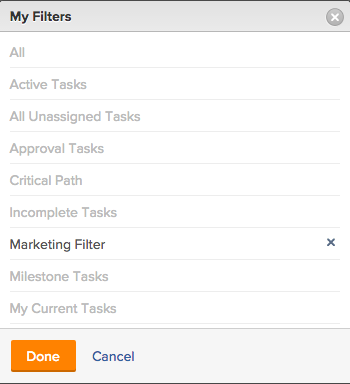 My Filters
All
Active Tasks
All Unassigned Tasks
Approval Tasks
Critical Path
Incomplete Tasks
Marketing Filter
Milestone Tasks
My Current Tasks
Done Cancel